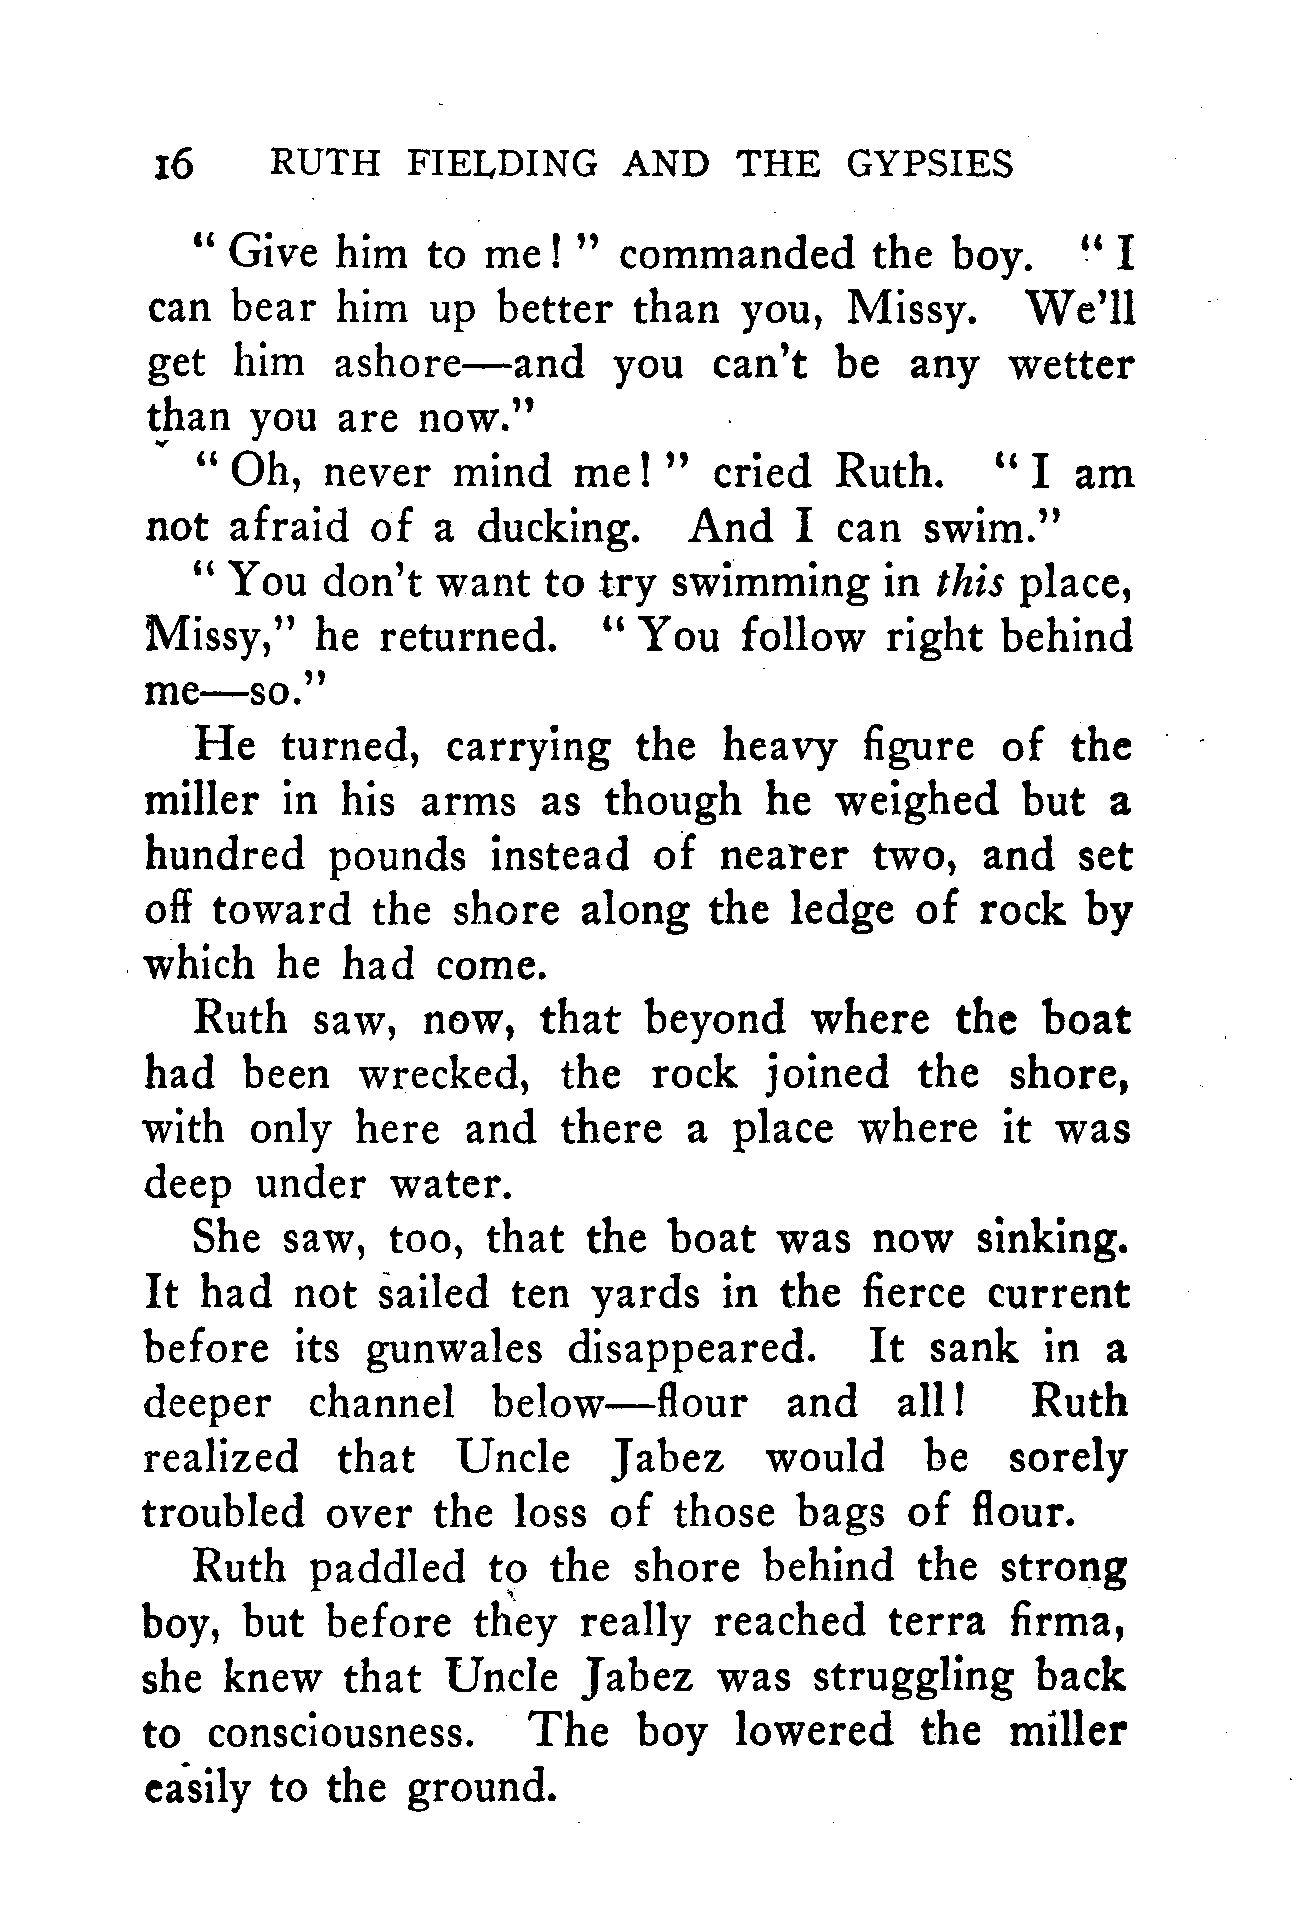 16 RUTH FIELDING AND THE GYPSIES
“ Give him to me! ” commanded the boy. “ I
can bear him up better than you, Missy. We’ll
get him ashore—and you can’t be any wetter
than you are now.”
“ Oh, never mind me! ” cried Ruth. “ I am
not afraid of a ducking. And I can swim.”
“ You don’t want to try swimming in this place,
Missy,” he returned. “ You follow right behind
me—so.”
He turned, carrying the heavy figure of the
miller in his arms as though he weighed but a
hundred pounds instead of nearer two, and set
off toward the shore along the ledge of rock by
which he had come.
Ruth saw, now, that beyond where the boat
had been wrecked, the rock joined the shore,
with only here and there a place where it was
deep under water.
She saw, too, that the boat was now sinking.
It had not sailed ten yards in the fierce current
before its gunwales disappeared. It sank in a
deeper channel below—flour and all! Ruth
realized that Uncle Jabez would be sorely
troubled over the loss of those bags of flour.
Ruth paddled to the shore behind the strong
boy, but before they really reached terra firma,
she knew that Uncle Jabez was struggling back
to consciousness. The boy lowered the miller
easily to the ground.